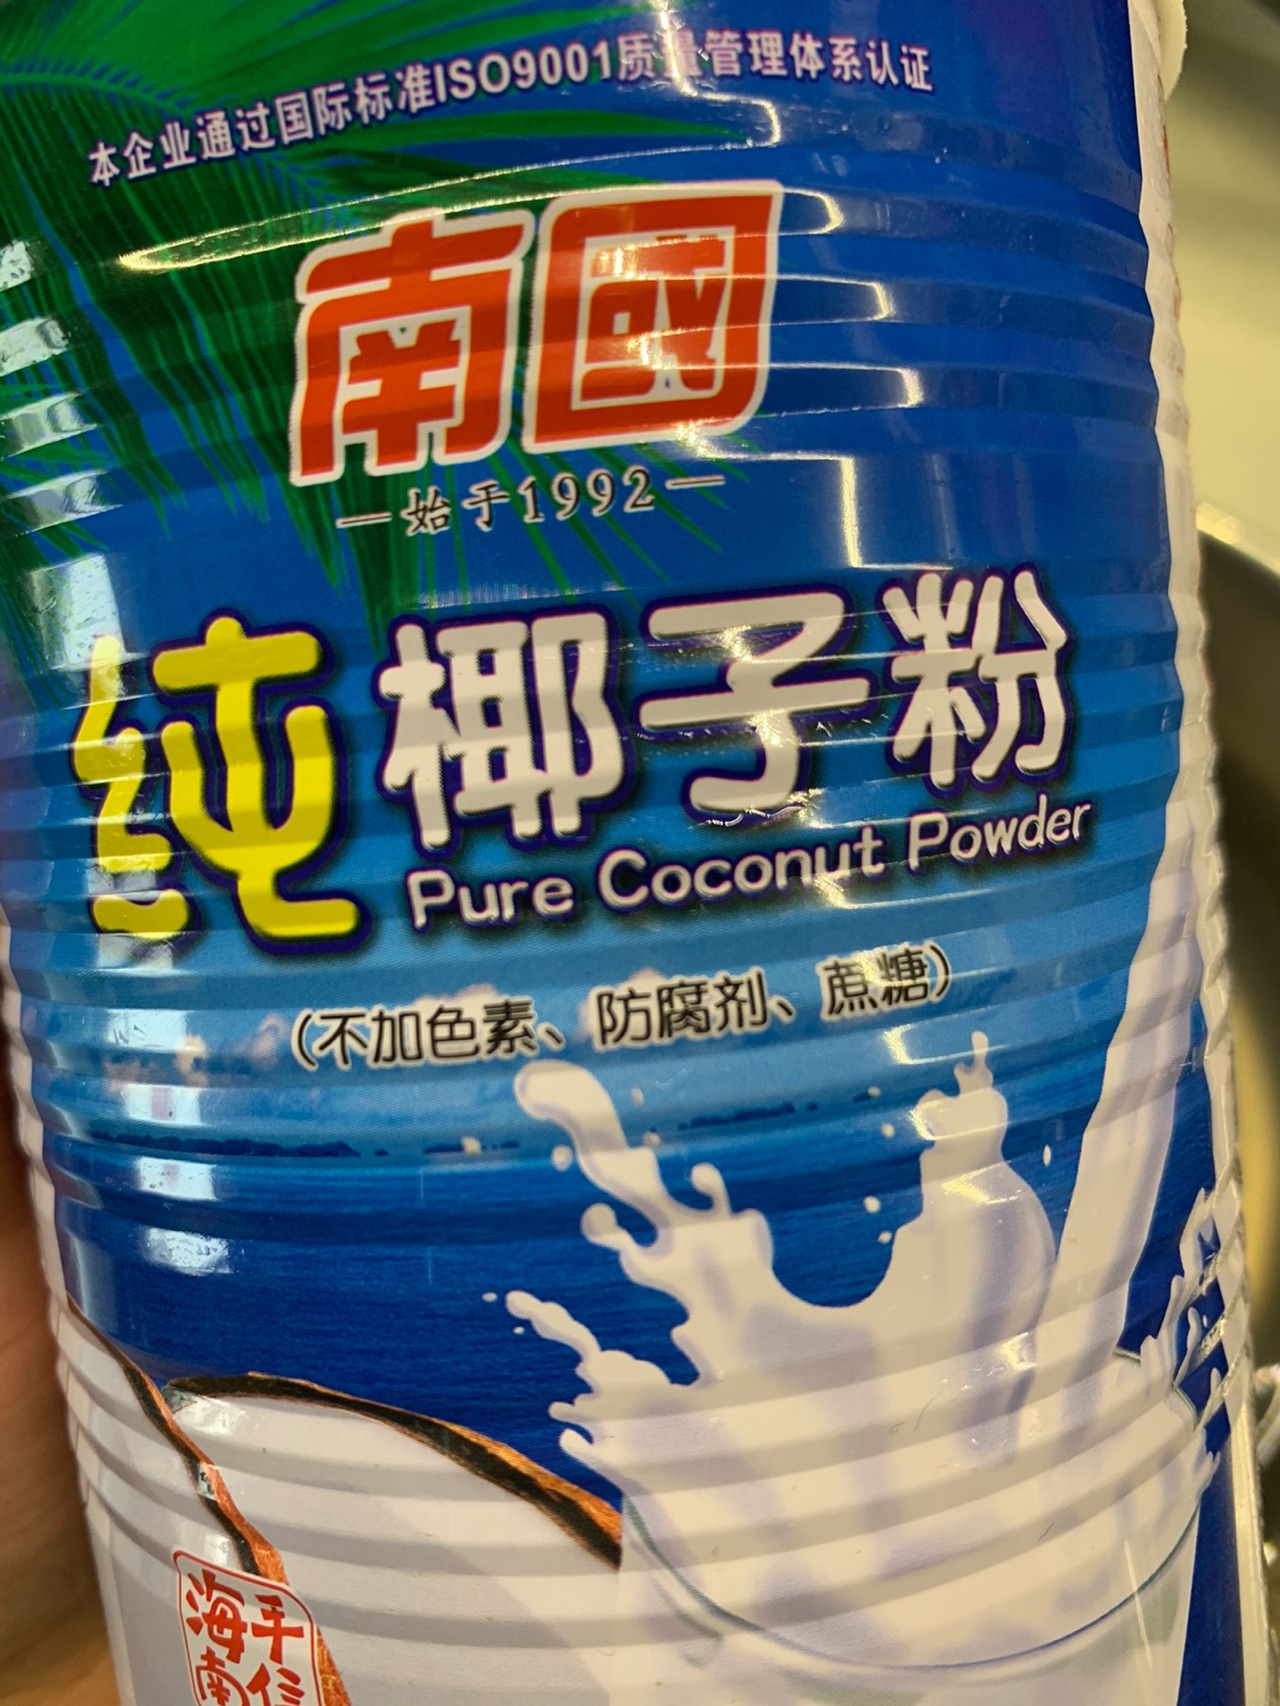 本企业通过国际标准ISO9001质量管理体系认证
南國
—始于1992—
纯椰子粉
Pure Coconut Powder
（不加色素、防腐剂、蔗糖）
海南
手信